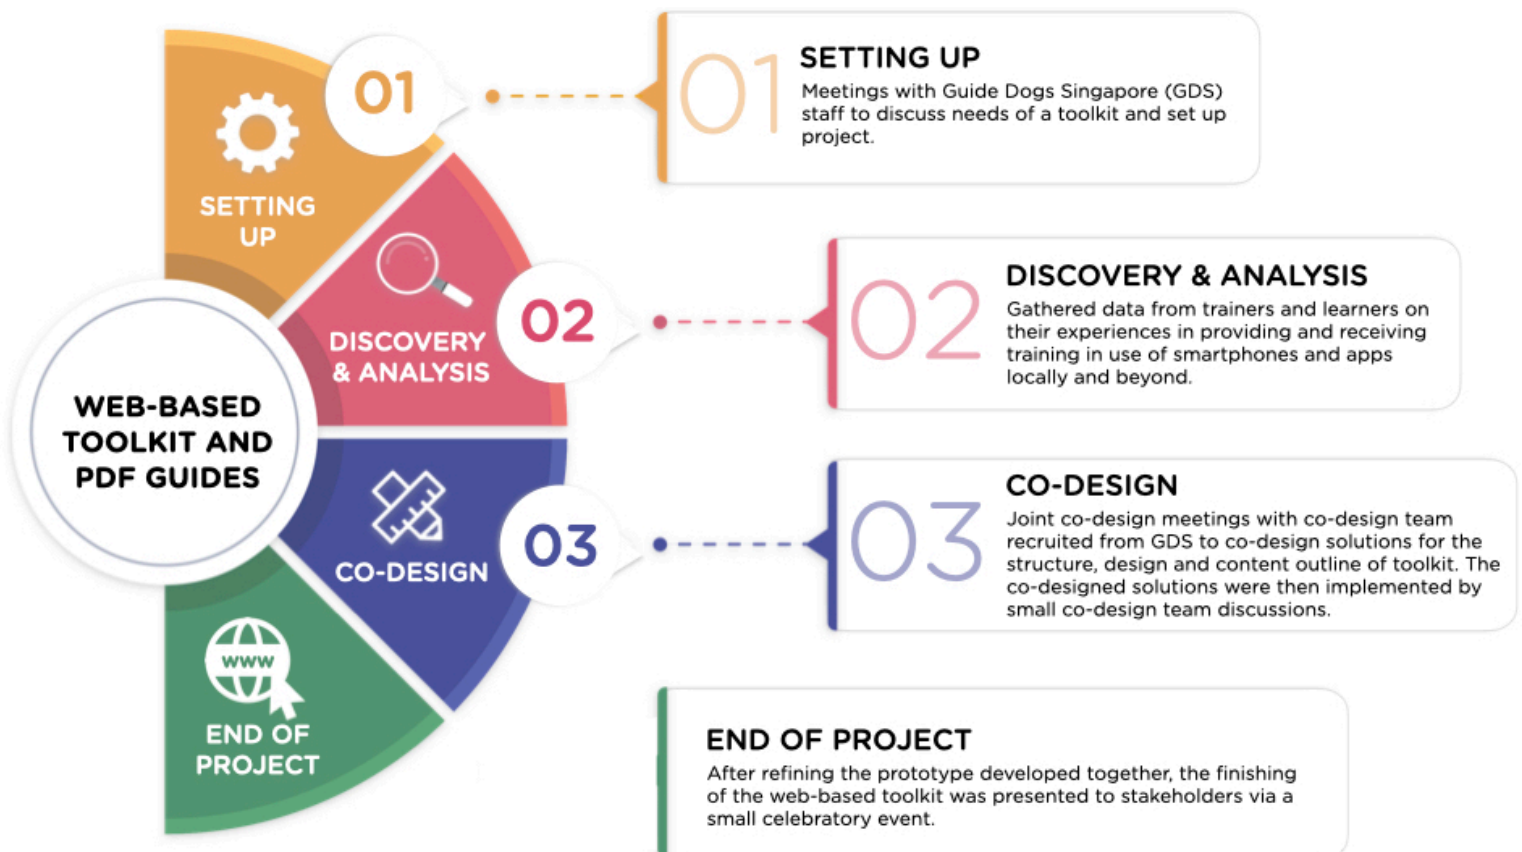 WEB-BASED
TOOLKIT AND
PDF GUIDES
SETTING
UP
01
DISCOVERY
& ANALYSIS
02
CO-DESIGN
03
WWW
END OF
PROJECT
01
SETTING UP
Meetings with Guide Dogs Singapore (GDS)
staff to discuss needs of a toolkit and set up
project.
02
DISCOVERY & ANALYSIS
Gathered data from trainers and learners on
their experiences in providing and receiving
training in use of smartphones and apps
locally and beyond.
03
CO-DESIGN
Joint co-design meetings with co-design team
recruited from GDS to co-design solutions for the
structure, design and content outline of toolkit. The
co-designed solutions were then implemented by
small co-design team discussions.
END OF PROJECT
After refining the prototype developed together, the finishing
of the web-based toolkit was presented to stakeholders via a
small celebratory event.